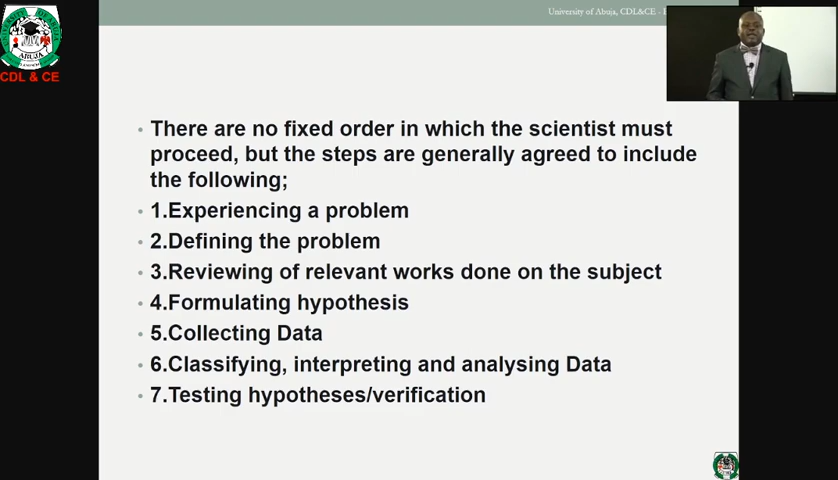 University of Abuja, CDL&CE -
ABUJA
CDL & CE
• There are no fixed order in which the scientist must
proceed, but the steps are generally agreed to include
the following;
• 1.Experiencing a problem
• 2.Defining the problem
• 3.Reviewing of relevant works done on the subject
• 4.Formulating hypothesis
• 5.Collecting Data
• 6.Classifying, interpreting and analysing Data
• 7.Testing hypotheses/verification